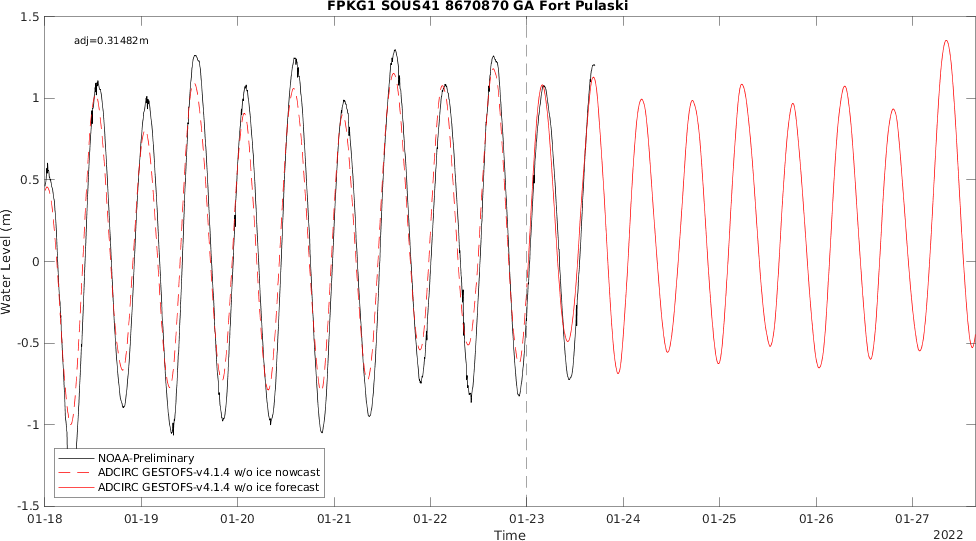 FPKG1 SOUS41 8670870 GA Fort Pulaski
adj=0.31482m
1.5
1
0.5
0
-0.5
-1
-1.5
Water Level (m)
NOAA-Preliminary
ADCIRC GESTOFS-v4.1.4 w/o ice nowcast
ADCIRC GESTOFS-v4.1.4 w/o ice forecast
01-18 01-19 01-20 01-21 01-22 01-23 01-24 01-25 01-26 01-27
Time
2022